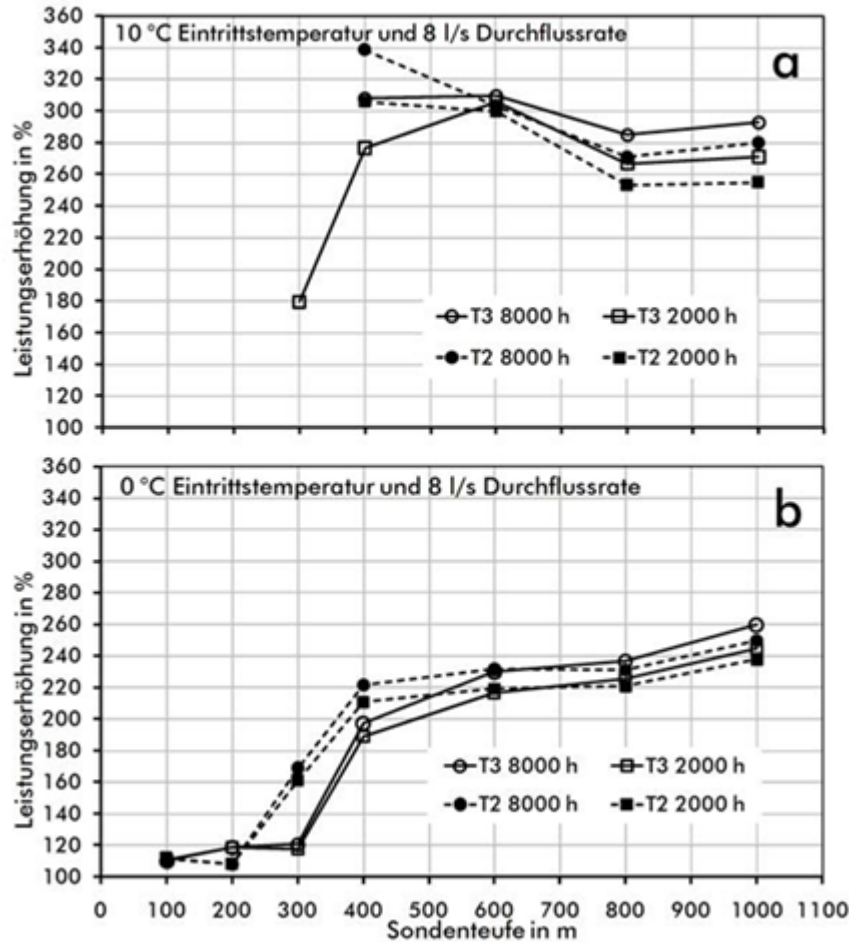 10 °C Eintrittstemperatur und 8 l/s Durchflussrate
a
Leistungserhöhung in %
360
340
320
300
280
260
240
220
200
180
160
140
120
100
T3 8000 h
T3 2000 h
T2 8000 h
T2 2000 h
0 °C Eintrittstemperatur und 8 l/s Durchflussrate
b
Leistungserhöhung in %
360
340
320
300
280
260
240
220
200
180
160
140
120
100
T3 8000 h
T3 2000 h
T2 8000 h
T2 2000 h
0 100 200 300 400 500 600 700 800 900 1000 1100
Sondenteufe in m